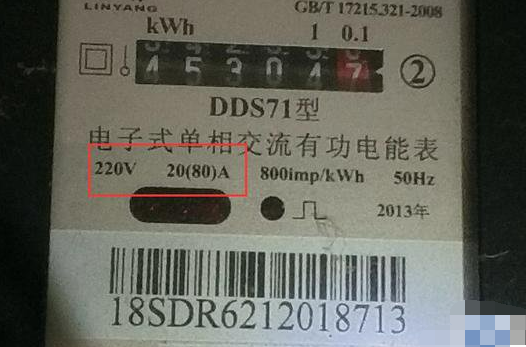 LINYANG
GB/T 17215.321-2008
kWh 1 0.1
4 5 3 0 4 7
②
DDS71型
电子式单相交流有功电能表
220V 20(80)A 800imp/kWh 50Hz
2013年
18SDR6212018713